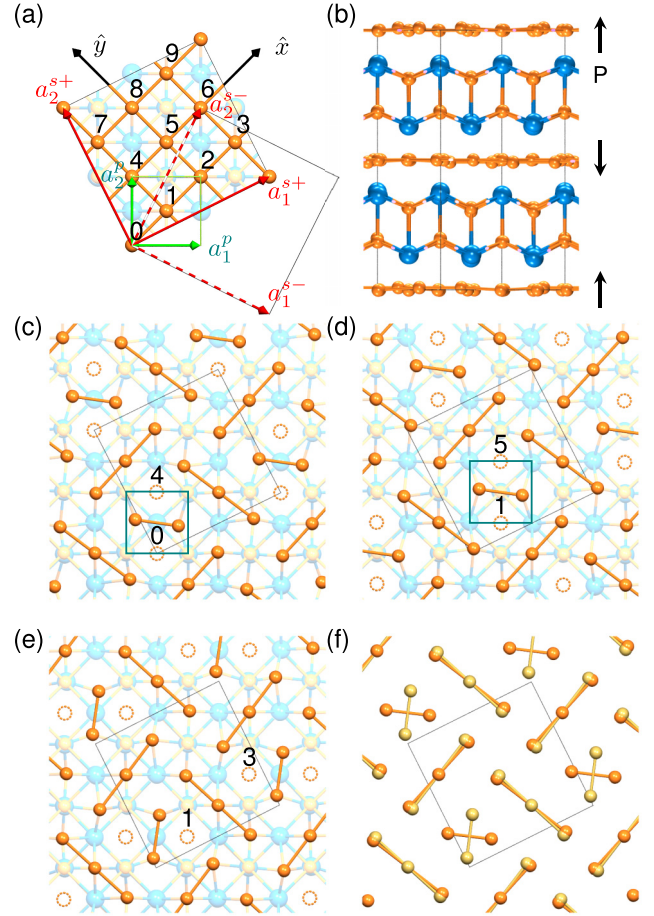 (a)
(b)
ŷ
x̂
9
a₂ˢ⁺
8
6
a₂ˢ⁻
P
7
5
3
4
2
a₂ᵖ
a₁ˢ⁺
1
0
a₁ᵖ
a₁ˢ⁻
(c)
(d)
4
5
0
1
(e)
(f)
3
1